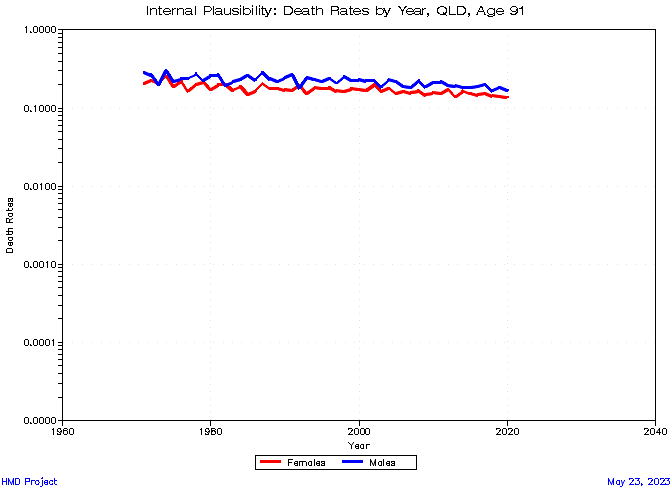 Internal Plausibility: Death Rates by Year, QLD, Age 91
1.0000
0.1000
0.0100
0.0010
0.0001
0.0000
Death Rates
1960
1980
2000
2020
2040
Year
Females
Males
HMD Project
May 23, 2023